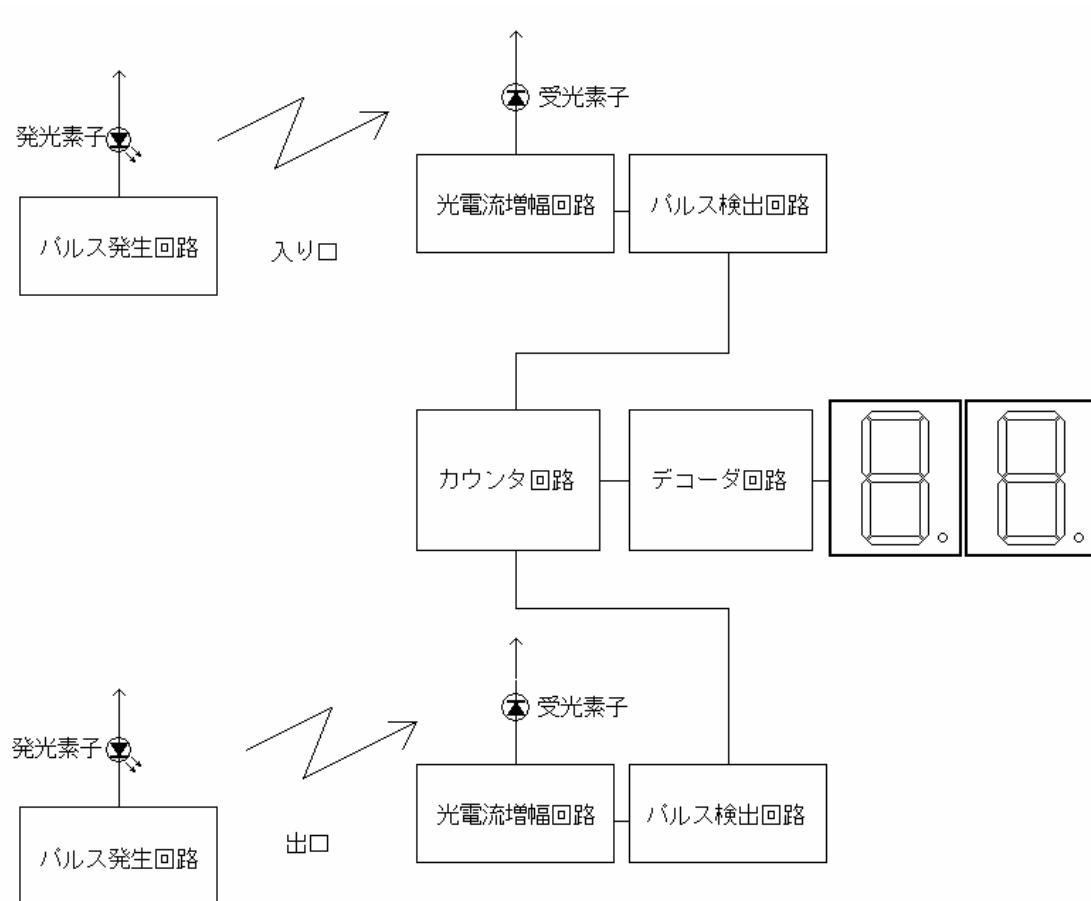 受光素子
発光素子
光電流増幅回路
パルス検出回路
パルス発生回路
入り口
カウンタ回路
デコーダ回路
受光素子
発光素子
光電流増幅回路
パルス検出回路
出口
パルス発生回路